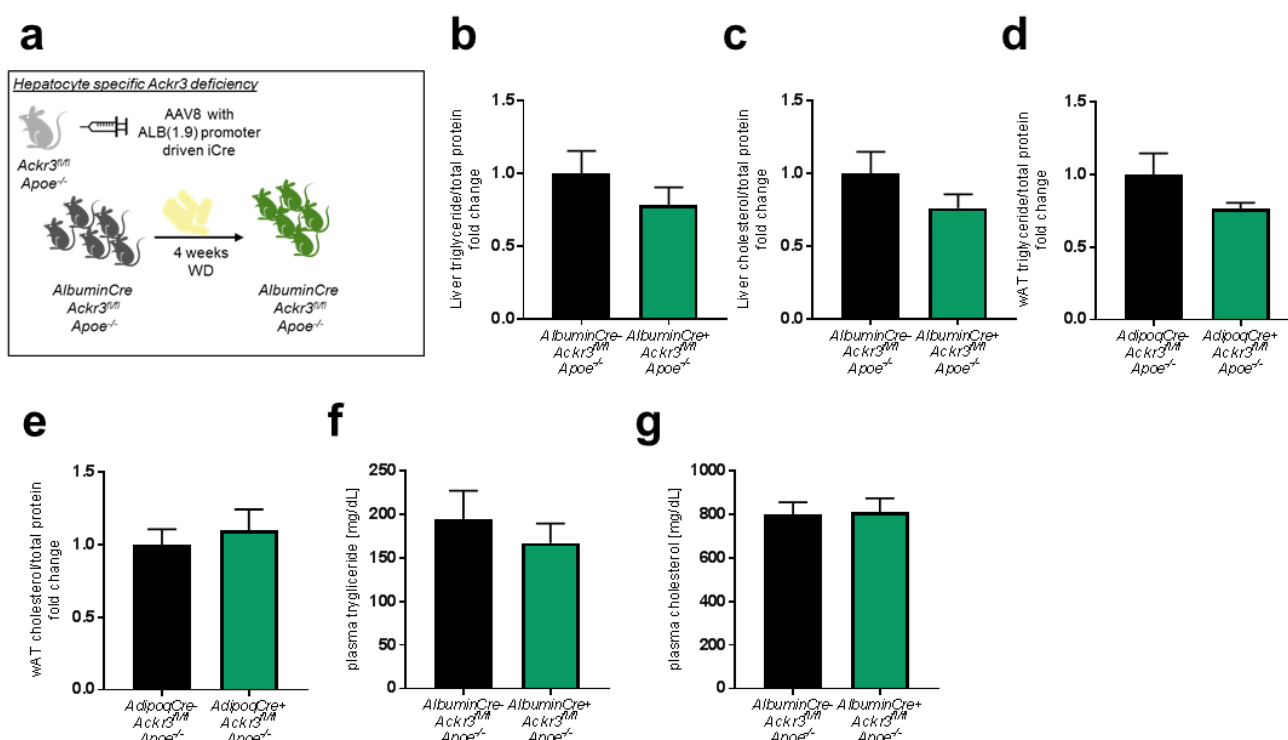 a
Hepatocyte specific Ackr3 deficiency
AAV8 with
ALB(1.9) promoter
driven iCre
Ackr3fl/fl
Apoe-/-
4 weeks
WD
AlbuminCre
Ackr3fl/fl
Apoe-/-
AlbuminCre
Ackr3fl/fl
Apoe-/-
b
Liver triglyceride/total protein
fold change
1.5
1.0
0.5
0.0
AlbuminCre-
Ackr3fl/fl
Apoe-/-
AlbuminCre+
Ackr3fl/fl
Apoe-/-
c
Liver cholesterol/total protein
fold change
1.5
1.0
0.5
0.0
AlbuminCre-
Ackr3fl/fl
Apoe-/-
AlbuminCre+
Ackr3fl/fl
Apoe-/-
d
wAT triglyceride/total protein
fold change
1.5
1.0
0.5
0.0
AdipoqCre-
Ackr3fl/fl
Apoe-/-
AdipoqCre+
Ackr3fl/fl
Apoe-/-
e
wAT cholesterol/total protein
fold change
1.5
1.0
0.5
0.0
AdipoqCre-
Ackr3fl/fl
Apoe-/-
AdipoqCre+
Ackr3fl/fl
Apoe-/-
f
plasma trygliceride [mg/dL]
250
200
150
100
50
0
AlbuminCre-
Ackr3fl/fl
Apoe-/-
AlbuminCre+
Ackr3fl/fl
Apoe-/-
g
plasma cholesterol [mg/dL]
1000
800
600
400
200
0
AlbuminCre-
Ackr3fl/fl
Apoe-/-
AlbuminCre+
Ackr3fl/fl
Apoe-/-